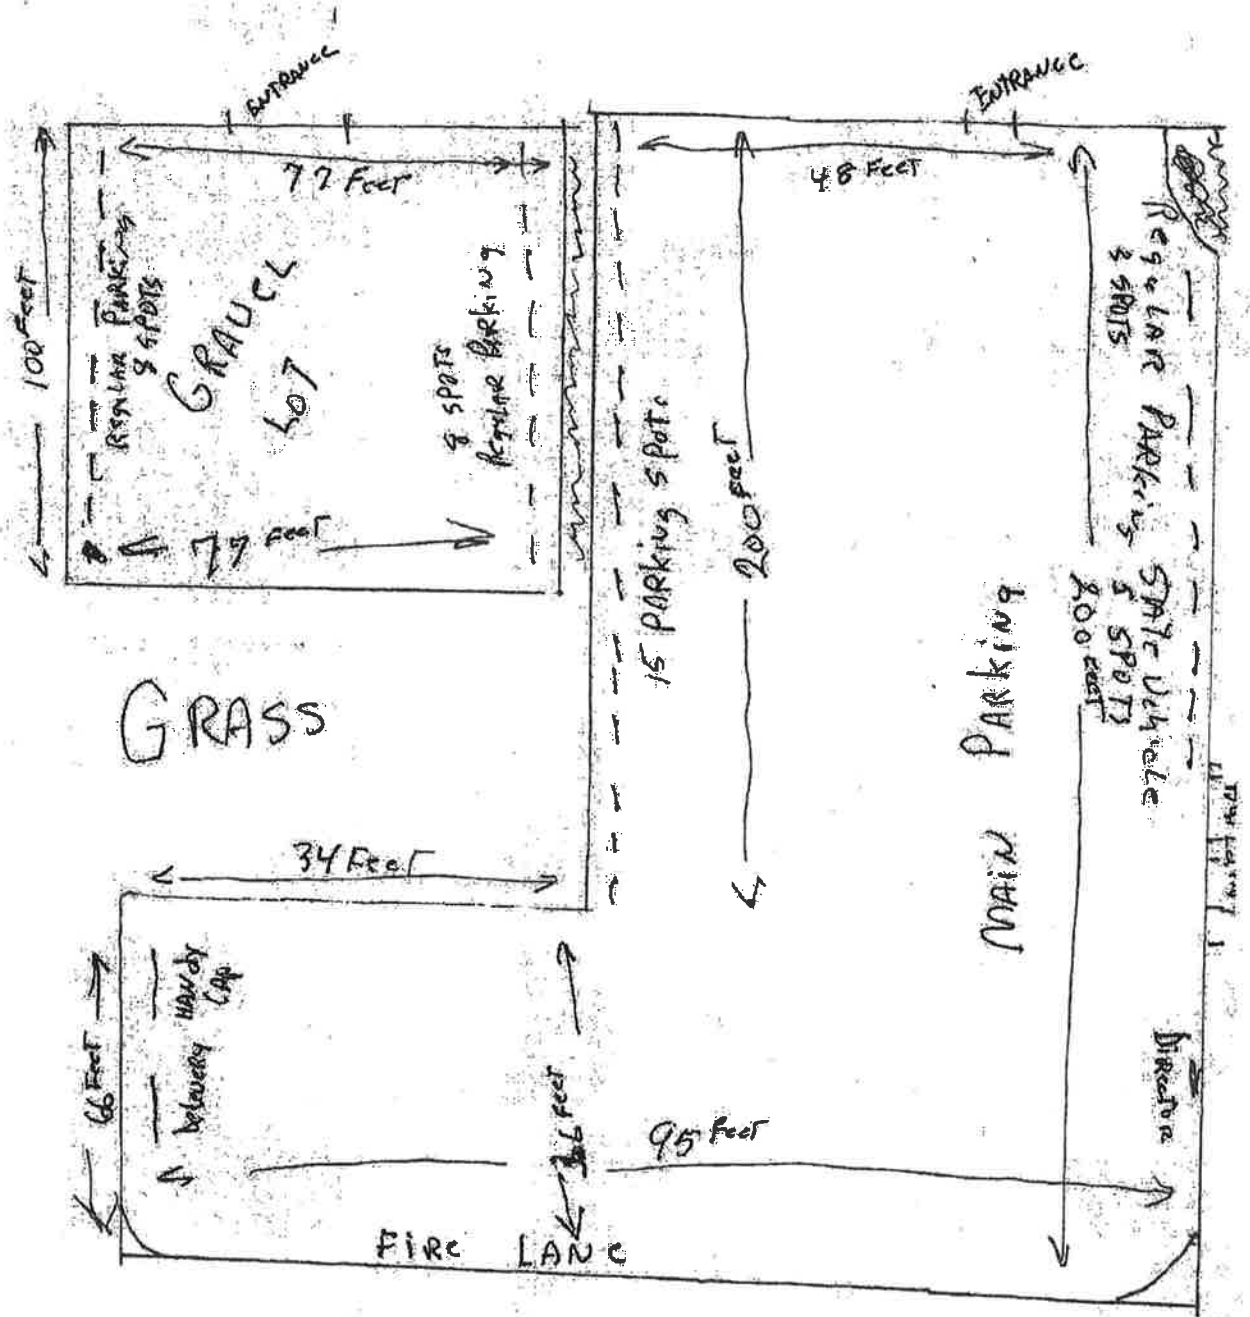 ENTRANCE
ENTRANCE
77 FeeT
48 FeeT
100 FeeT
RegulAR PARKing
8 SPOTS
GRAVEL
LOT
8 SPOTS
RegulAR PARKing
77 FeeT
15 PARKing SPOTS
200 FeeT
RegulAR PARKing
8 SPOTS
STATe Vehicle
5 SPOTS
200 FeeT
MAIN PARKing
GRASS
34 FeeT
66 FeeT
HANDY
CAP
Delevery
FeeT
95 FeeT
DIRectoR
FIRE LANE